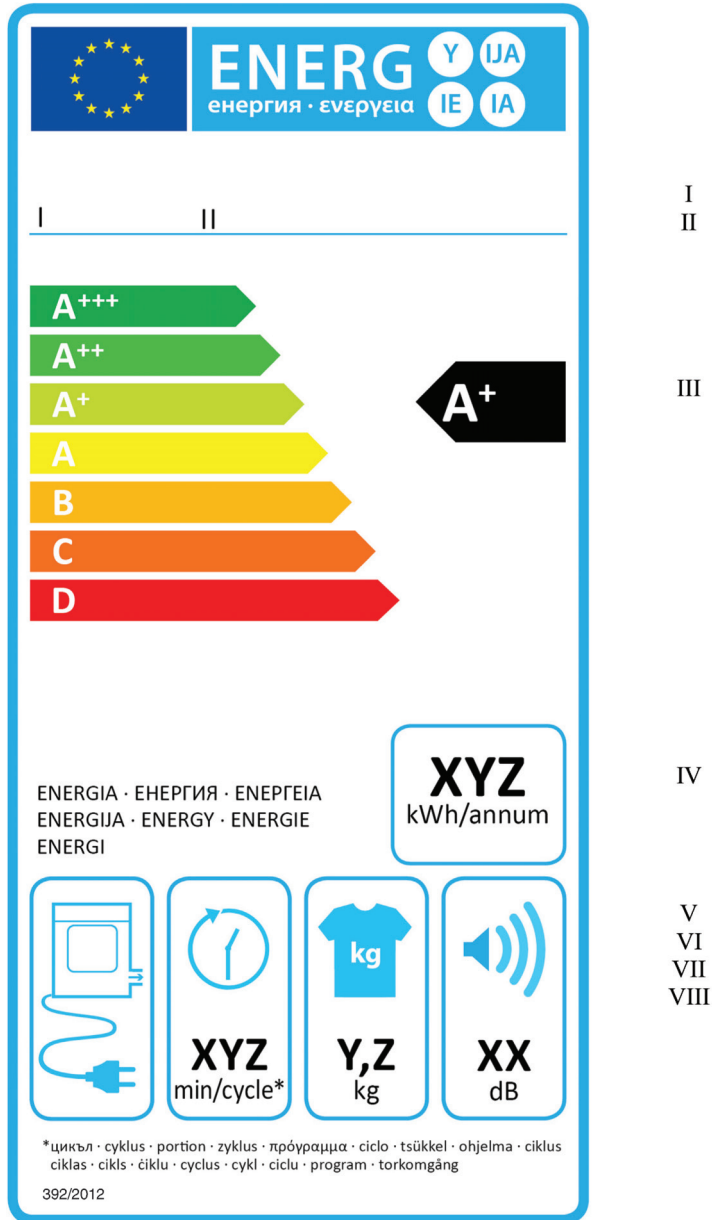 ENERG Y IJA
енергия · ενεργεια IE IA
I II
I
II
A+++
A++
A+
A
B
C
D
A+
III
XYZ
kWh/annum
IV
ENERGIA · ЕНЕРГИЯ · ΕΝΕΡΓΕΙΑ
ENERGIJA · ENERGY · ENERGIE
ENERGI
V
VI
VII
VIII
kg
XYZ
min/cycle*
Y,Z
kg
XX
dB
*цикъл · cyklus · portion · zyklus · πρόγραμμα · ciclo · tsükkel · ohjelma · ciklus
ciklas · cikls · ċiklu · cyclus · cykl · ciclu · program · torkomgång
392/2012